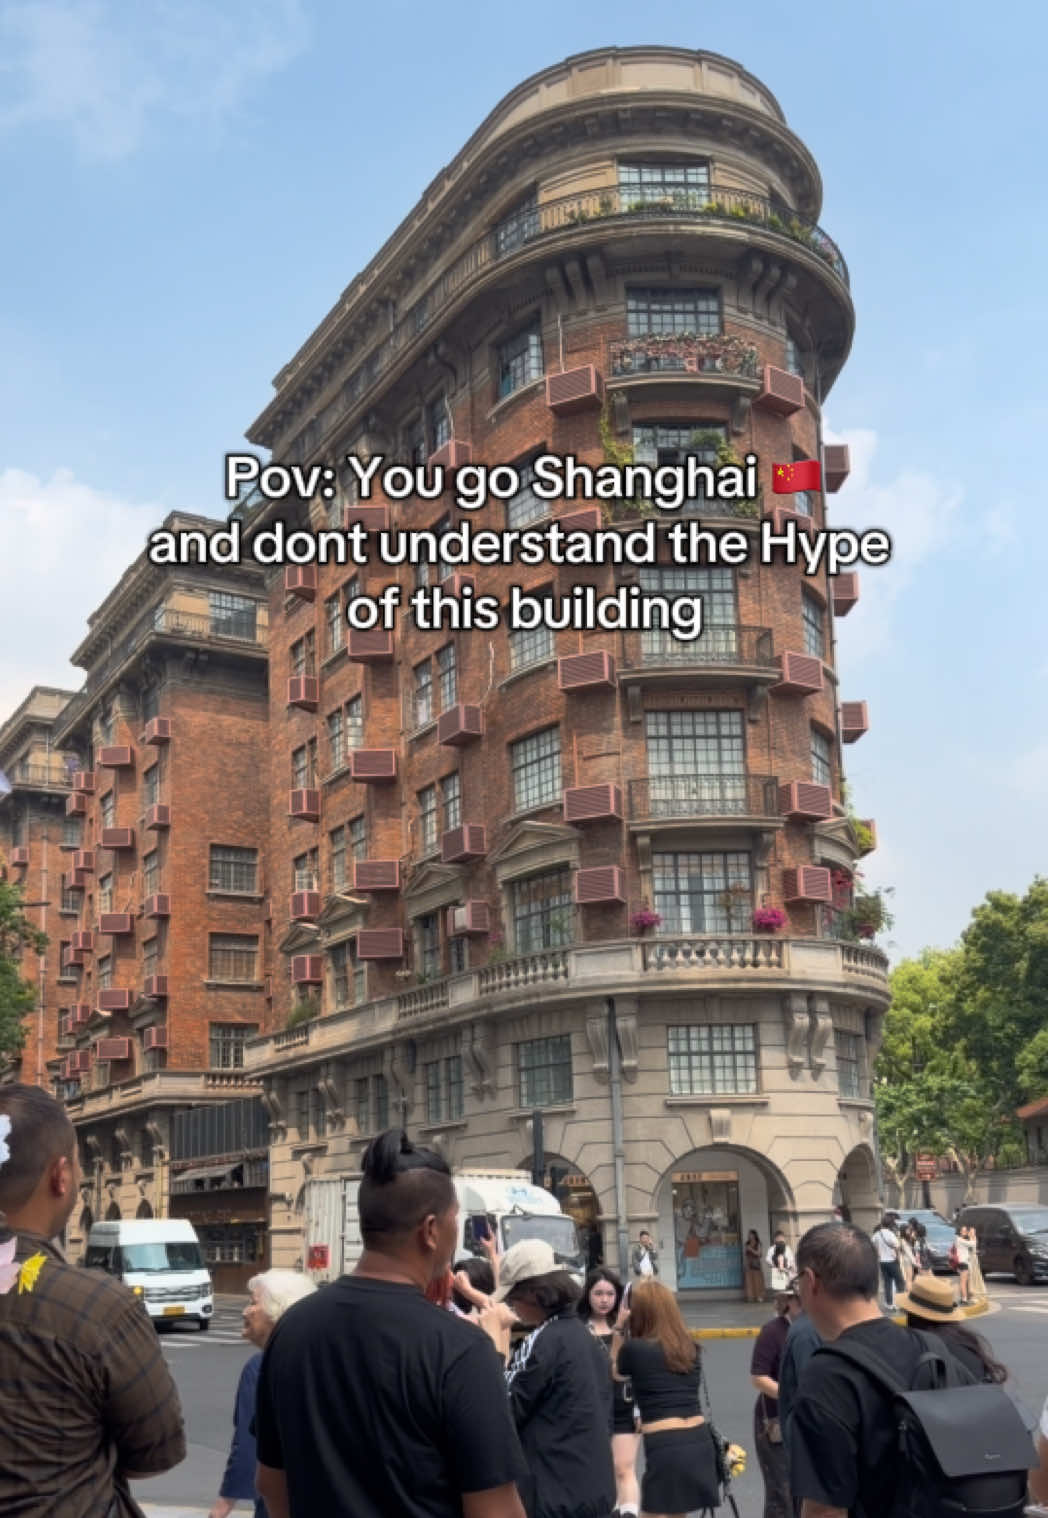 Pov: You go Shanghai 🇨🇳
and dont understand the Hype
of this building